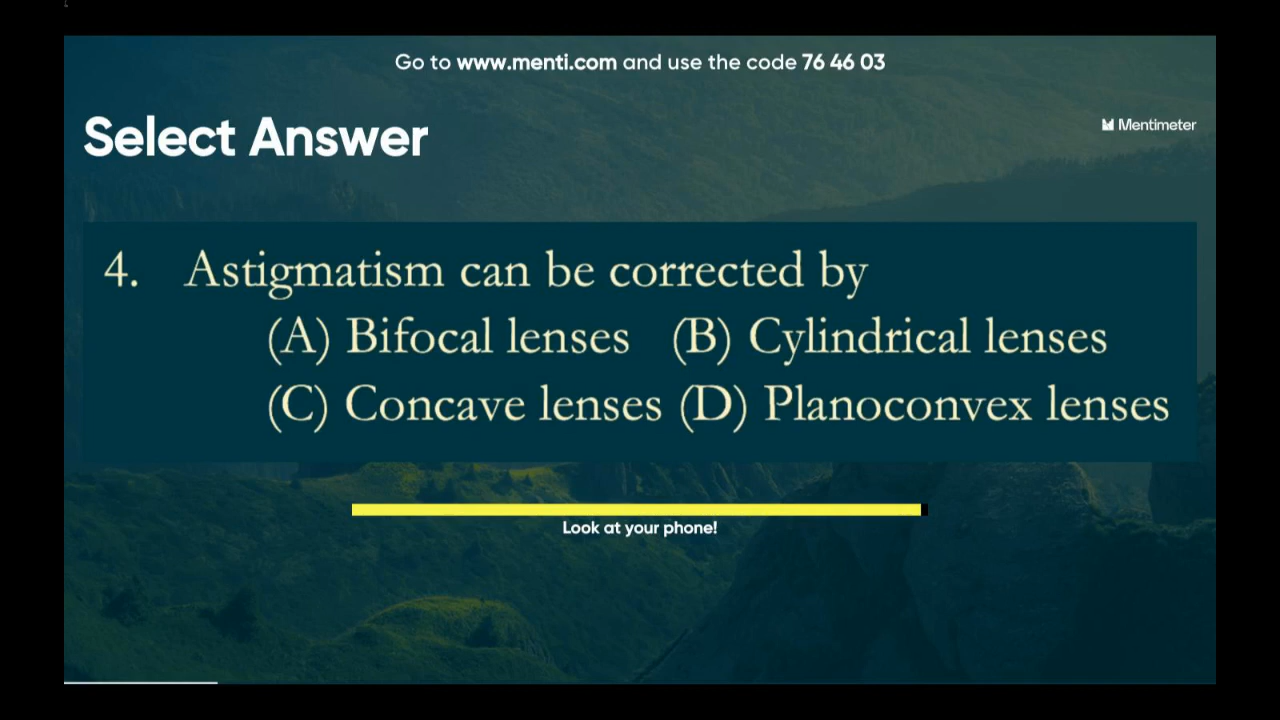 Go to www.menti.com and use the code 76 46 03
Select Answer
Mentimeter
4. Astigmatism can be corrected by
(A) Bifocal lenses (B) Cylindrical lenses
(C) Concave lenses (D) Planoconvex lenses
Look at your phone!